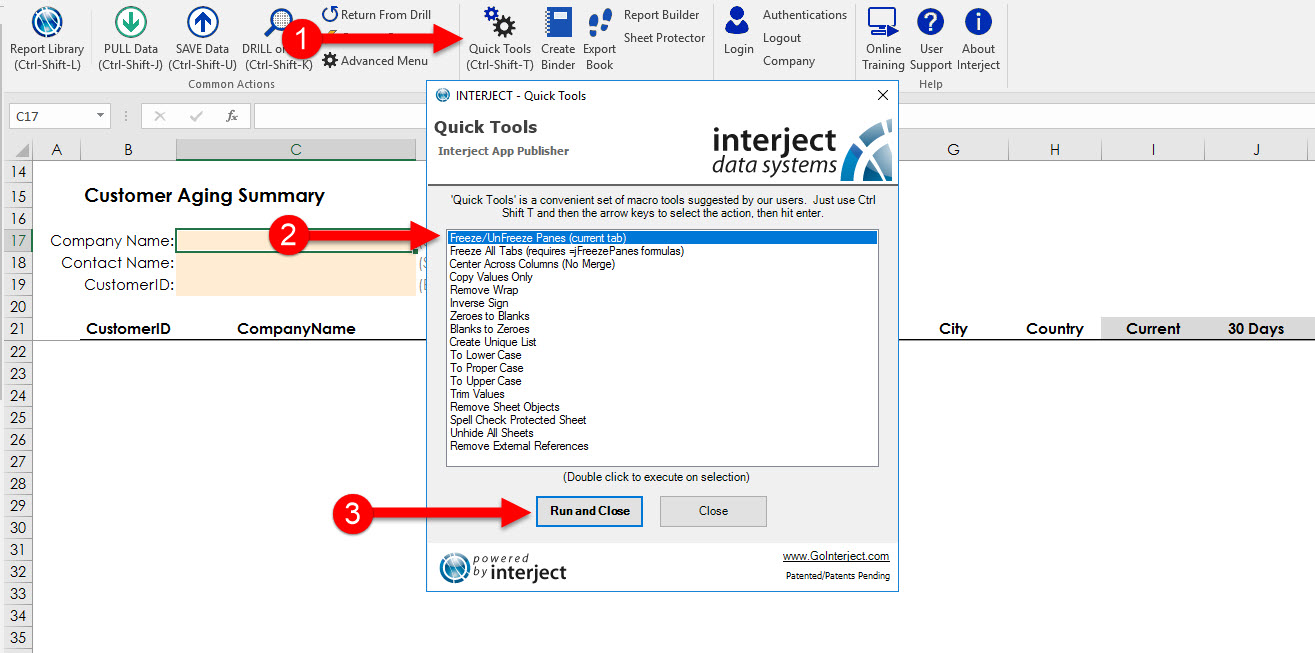 Report Library
(Ctrl-Shift-L)
PULL Data
(Ctrl-Shift-J)
SAVE Data
(Ctrl-Shift-U)
DRILL o
(Ctrl-Shift-K)
Return From Drill
Advanced Menu
Common Actions
1
Quick Tools
(Ctrl-Shift-T)
Create
Binder
Export
Book
Report Builder
Sheet Protector
Login
Authentications
Logout
Company
Online
Training
User
Support
About
Interject
Help
C17
fx
INTERJECT - Quick Tools
Quick Tools
Interject App Publisher
interject
data systems
'Quick Tools' is a convenient set of macro tools suggested by our users. Just use Ctrl
Shift T and then the arrow keys to select the action, then hit enter.
Freeze/UnFreeze Panes (current tab)
Freeze All Tabs (requires =jFreezePanes formulas)
Center Across Columns (No Merge)
Copy Values Only
Remove Wrap
Inverse Sign
Zeroes to Blanks
Blanks to Zeroes
Create Unique List
To Lower Case
To Proper Case
To Upper Case
Trim Values
Remove Sheet Objects
Spell Check Protected Sheet
Unhide All Sheets
Remove External References
(Double click to execute on selection)
3
Run and Close
Close
powered
by interject
www.GoInterject.com
Patented/Patents Pending
A B C G H I J
14
15 Customer Aging Summary
16
17 Company Name: 2
18 Contact Name:
19 CustomerID:
20
21 CustomerID CompanyName City Country Current 30 Days
22
23
24
25
26
27
28
29
30
31
32
33
34
35